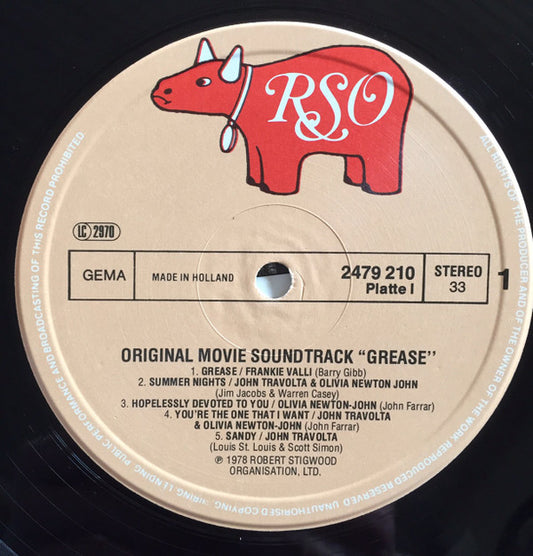 RSO
LC 2970
GEMA
MADE IN HOLLAND
2479 210
Platte I
STEREO
33
1
ORIGINAL MOVIE SOUNDTRACK “GREASE”
1. GREASE / FRANKIE VALLI (Barry Gibb)
2. SUMMER NIGHTS / JOHN TRAVOLTA & OLIVIA NEWTON JOHN
(Jim Jacobs & Warren Casey)
3. HOPELESSLY DEVOTED TO YOU / OLIVIA NEWTON-JOHN (John Farrar)
4. YOU'RE THE ONE THAT I WANT / JOHN TRAVOLTA
& OLIVIA NEWTON-JOHN (John Farrar)
5. SANDY / JOHN TRAVOLTA
(Louis St. Louis & Scott Simon)
℗ 1978 ROBERT STIGWOOD
ORGANISATION, LTD.
ALL RIGHTS OF THE PRODUCER AND OF THE OWNER OF THE WORK REPRODUCED RESERVED UNAUTHORISED COPYING, HIRING, LENDING, PUBLIC PERFORMANCE AND BROADCASTING OF THIS RECORD PROHIBITED